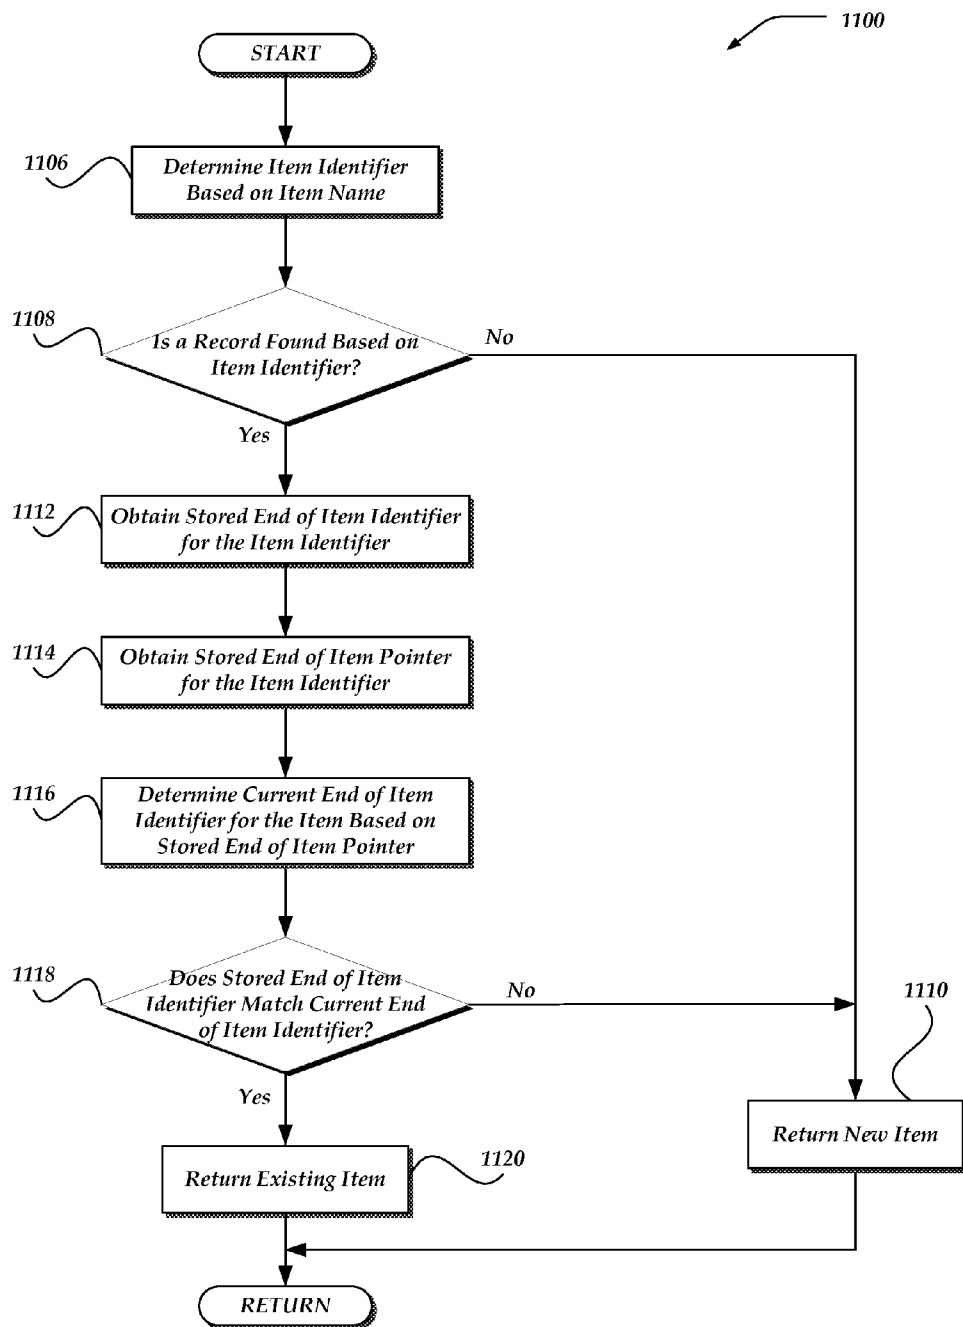 1100
START
1106
Determine Item Identifier
Based on Item Name
1108
Is a Record Found Based on
Item Identifier?
No
Yes
1112
Obtain Stored End of Item Identifier
for the Item Identifier
1114
Obtain Stored End of Item Pointer
for the Item Identifier
1116
Determine Current End of Item
Identifier for the Item Based on
Stored End of Item Pointer
1118
Does Stored End of Item
Identifier Match Current End
of Item Identifier?
No
1110
Yes
Return New Item
Return Existing Item
1120
RETURN